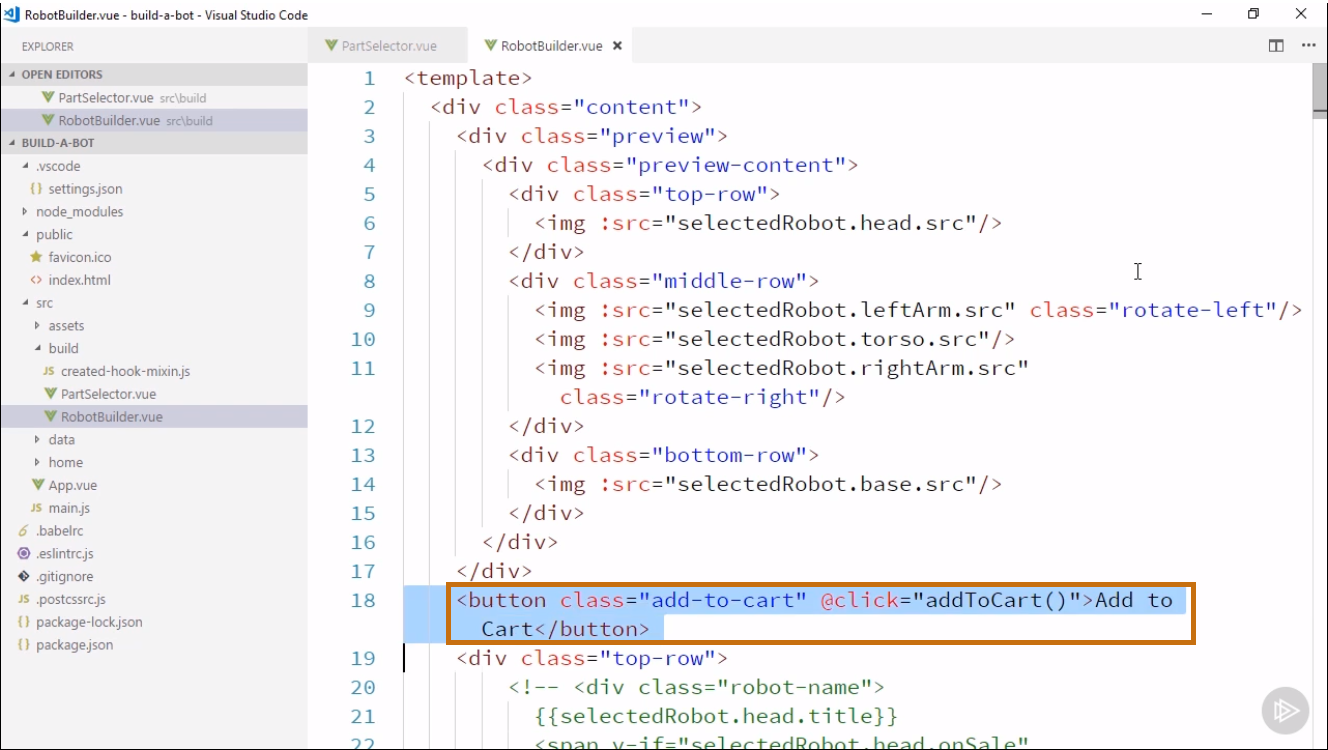 RobotBuilder.vue - build-a-bot - Visual Studio Code
EXPLORER
OPEN EDITORS
PartSelector.vue src\build
RobotBuilder.vue src\build
BUILD-A-BOT
.vscode
{} settings.json
node_modules
public
favicon.ico
<> index.html
src
assets
build
JS created-hook-mixin.js
PartSelector.vue
RobotBuilder.vue
data
home
App.vue
JS main.js
.babelrc
.eslintrc.js
.gitignore
JS .postcssrc.js
{} package-lock.json
{} package.json
PartSelector.vue RobotBuilder.vue
1 <template>
2 <div class="content">
3 <div class="preview">
4 <div class="preview-content">
5 <div class="top-row">
6 <img :src="selectedRobot.head.src"/>
7 </div>
8 <div class="middle-row">
9 <img :src="selectedRobot.leftArm.src" class="rotate-left"/>
10 <img :src="selectedRobot.torso.src"/>
11 <img :src="selectedRobot.rightArm.src"
class="rotate-right"/>
12 </div>
13 <div class="bottom-row">
14 <img :src="selectedRobot.base.src"/>
15 </div>
16 </div>
17 </div>
18 <button class="add-to-cart" @click="addToCart()">Add to
Cart</button>
19 <div class="top-row">
20 <!-- <div class="robot-name">
21 {{selectedRobot.head.title}}
22 <span v-if="selectedRobot.head.onSale"